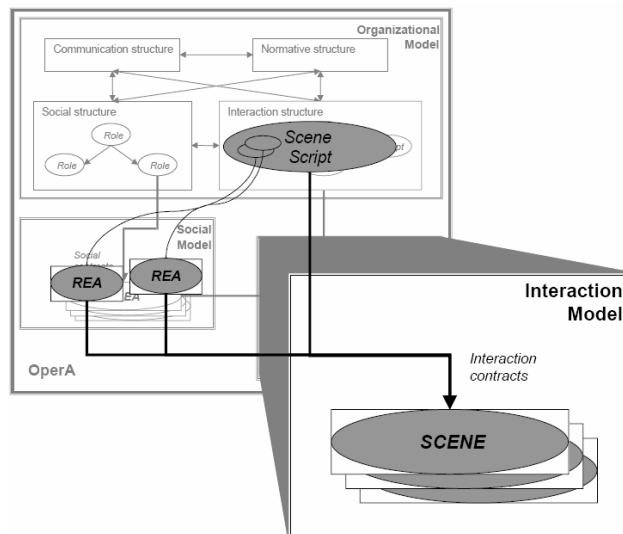 Organizational
Model
Communication structure
Normative structure
Social structure
Interaction structure
Role
Role
Role
Scene
Script
Social
Model
Social
REA
REA
OperA
Interaction
Model
Interaction
contracts
SCENE